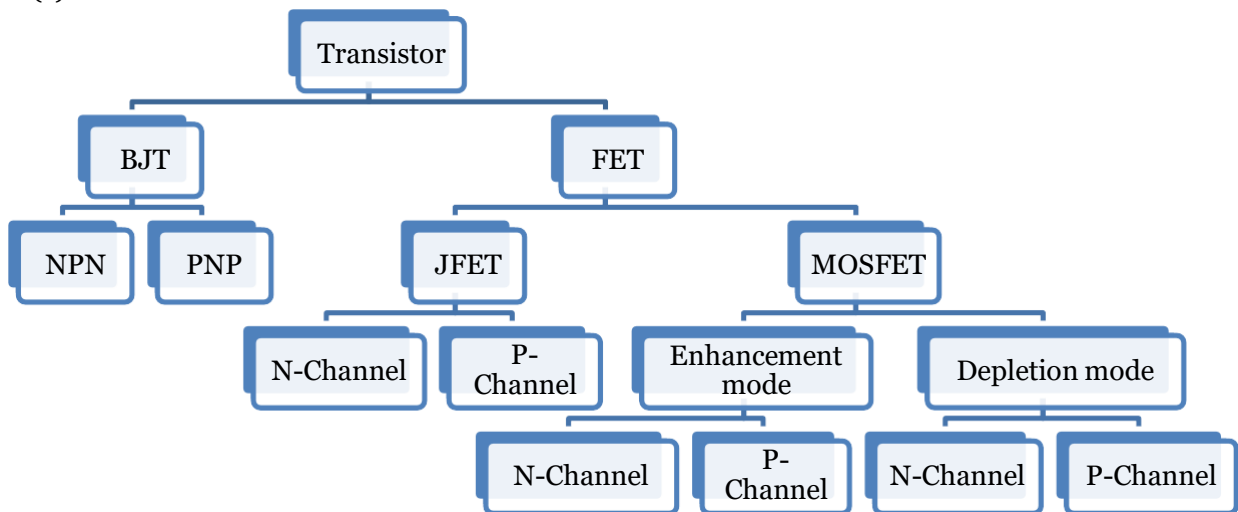 Transistor
BJT
FET
NPN
PNP
JFET
MOSFET
N-Channel
P-
Channel
Enhancement
mode
Depletion mode
N-Channel
P-
Channel
N-Channel
P-Channel